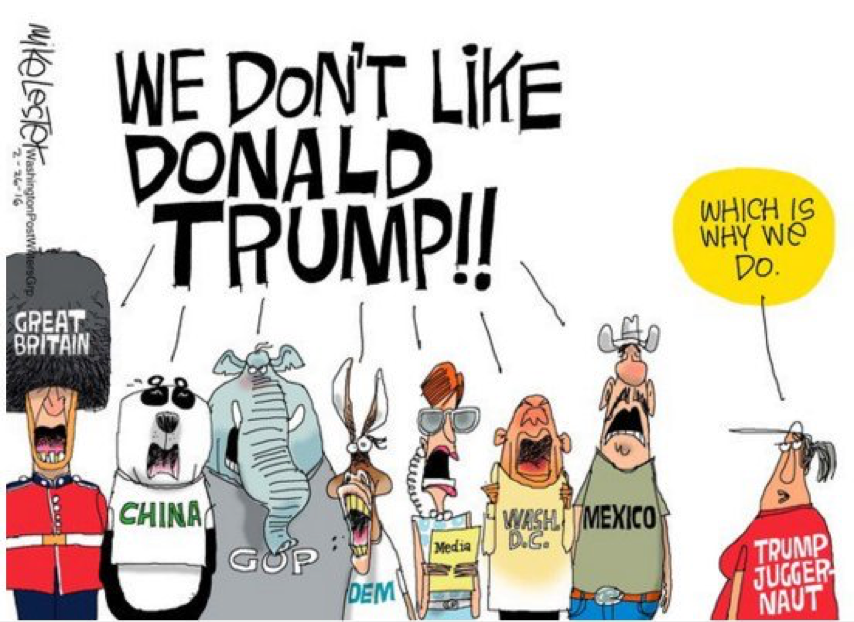 Mike Lester
2-26-16
WashingtonPostWritersGrp
WE DON'T LIKE
DONALD
TRUMP!!
WHICH IS
WHY WE
DO.
GREAT
BRITAIN
CHINA
GOP
DEM
Media
WASH.
D.C.
MEXICO
TRUMP
JUGGER-
NAUT